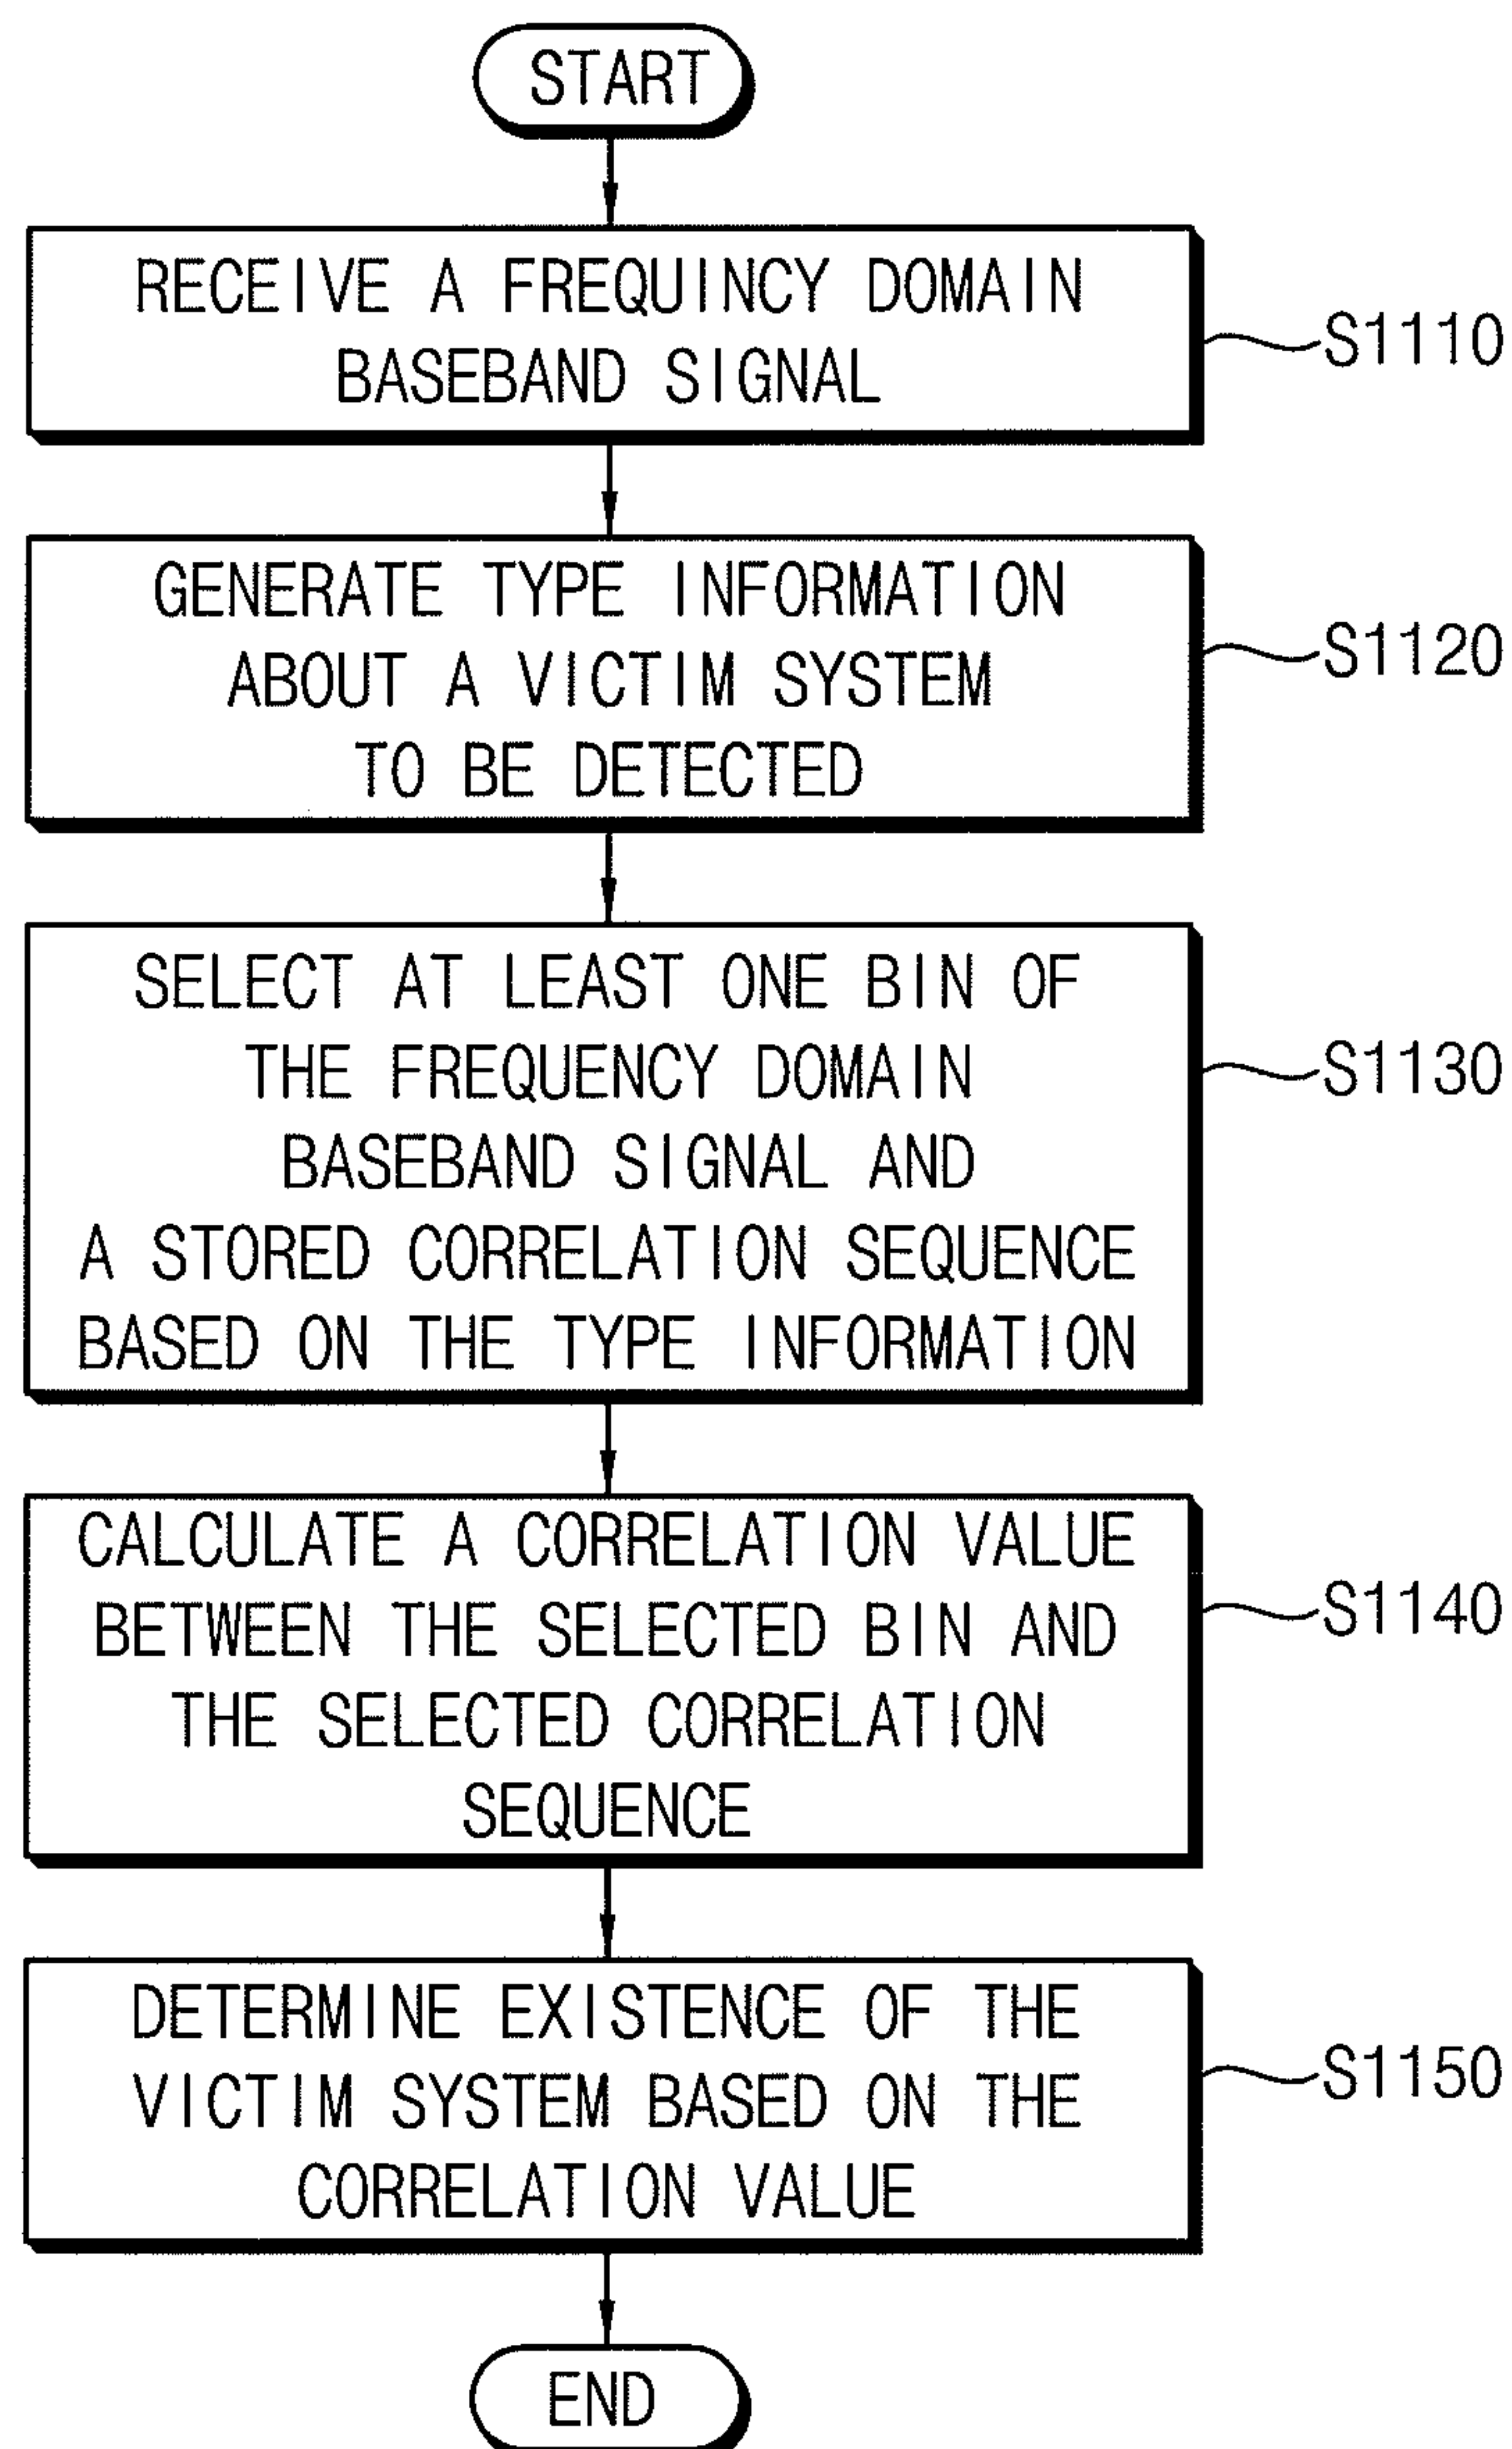 START
RECEIVE A FREQUINCY DOMAIN
BASEBAND SIGNAL
S1110
GENERATE TYPE INFORMATION
ABOUT A VICTIM SYSTEM
TO BE DETECTED
S1120
SELECT AT LEAST ONE BIN OF
THE FREQUENCY DOMAIN
BASEBAND SIGNAL AND
A STORED CORRELATION SEQUENCE
BASED ON THE TYPE INFORMATION
S1130
CALCULATE A CORRELATION VALUE
BETWEEN THE SELECTED BIN AND
THE SELECTED CORRELATION
SEQUENCE
S1140
DETERMINE EXISTENCE OF THE
VICTIM SYSTEM BASED ON THE
CORRELATION VALUE
S1150
END